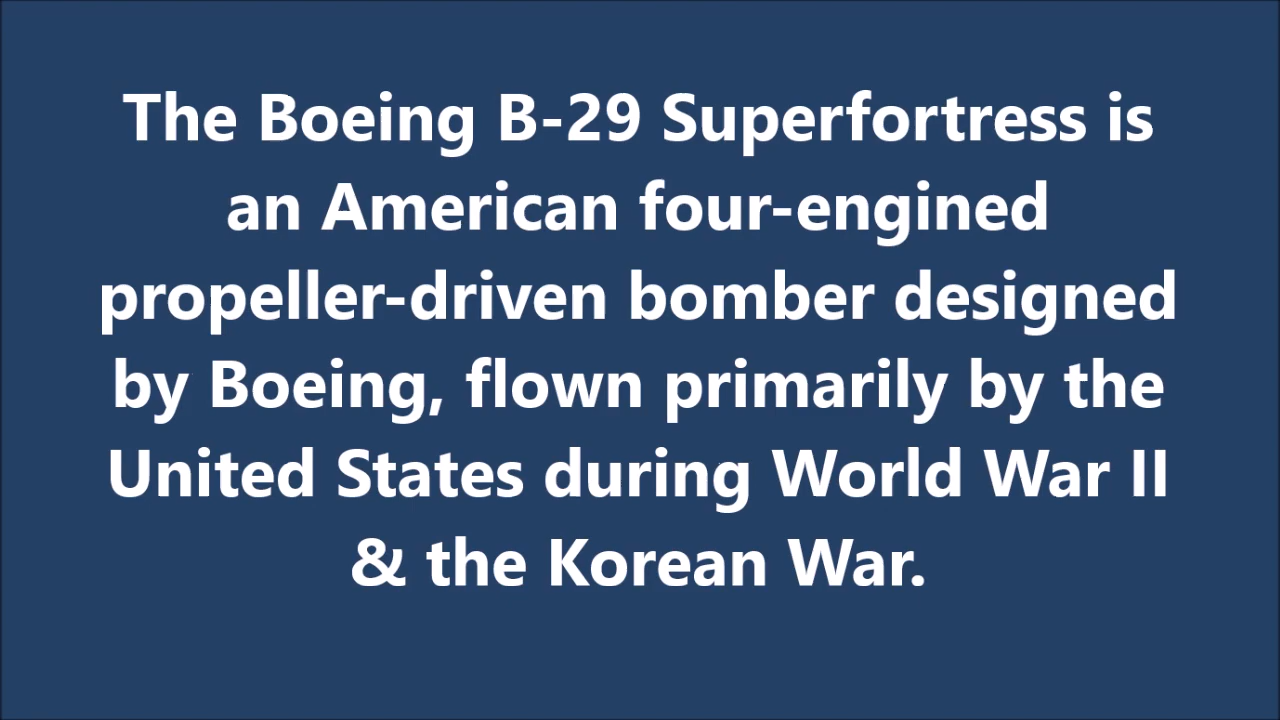 The Boeing B-29 Superfortress is
an American four-engined
propeller-driven bomber designed
by Boeing, flown primarily by the
United States during World War II
& the Korean War.